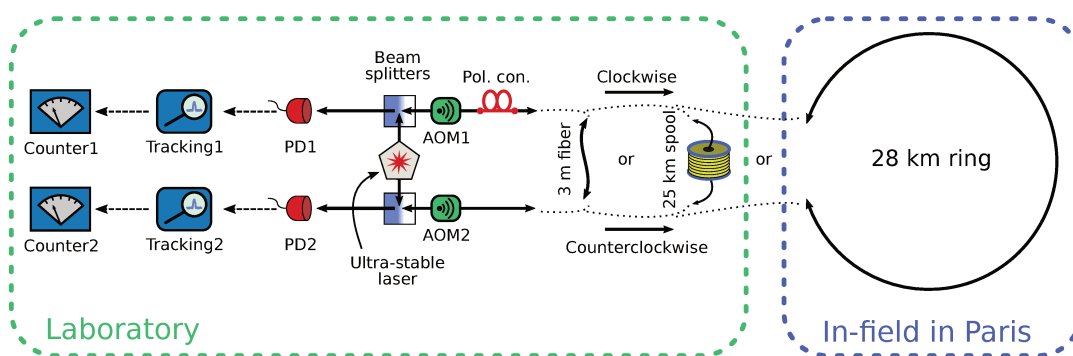 Beam
splitters
Pol. con.
Clockwise
Counter1
Tracking1
PD1
AOM1
3 m fiber
or
25 km spool
or
28 km ring
Counter2
Tracking2
PD2
AOM2
Ultra-stable
laser
Counterclockwise
Laboratory
In-field in Paris